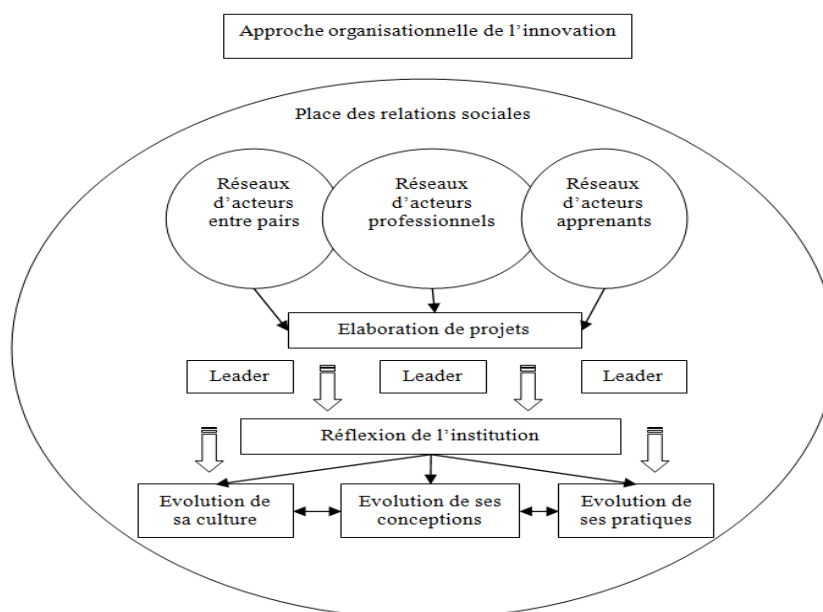 Approche organisationnelle de l’innovation
Place des relations sociales
Réseaux
d’acteurs
entre pairs
Réseaux
d’acteurs
professionnels
Réseaux
d’acteurs
apprenants
Elaboration de projets
Leader
Leader
Leader
Réflexion de l’institution
Evolution de
sa culture
Evolution de ses
conceptions
Evolution de
ses pratiques